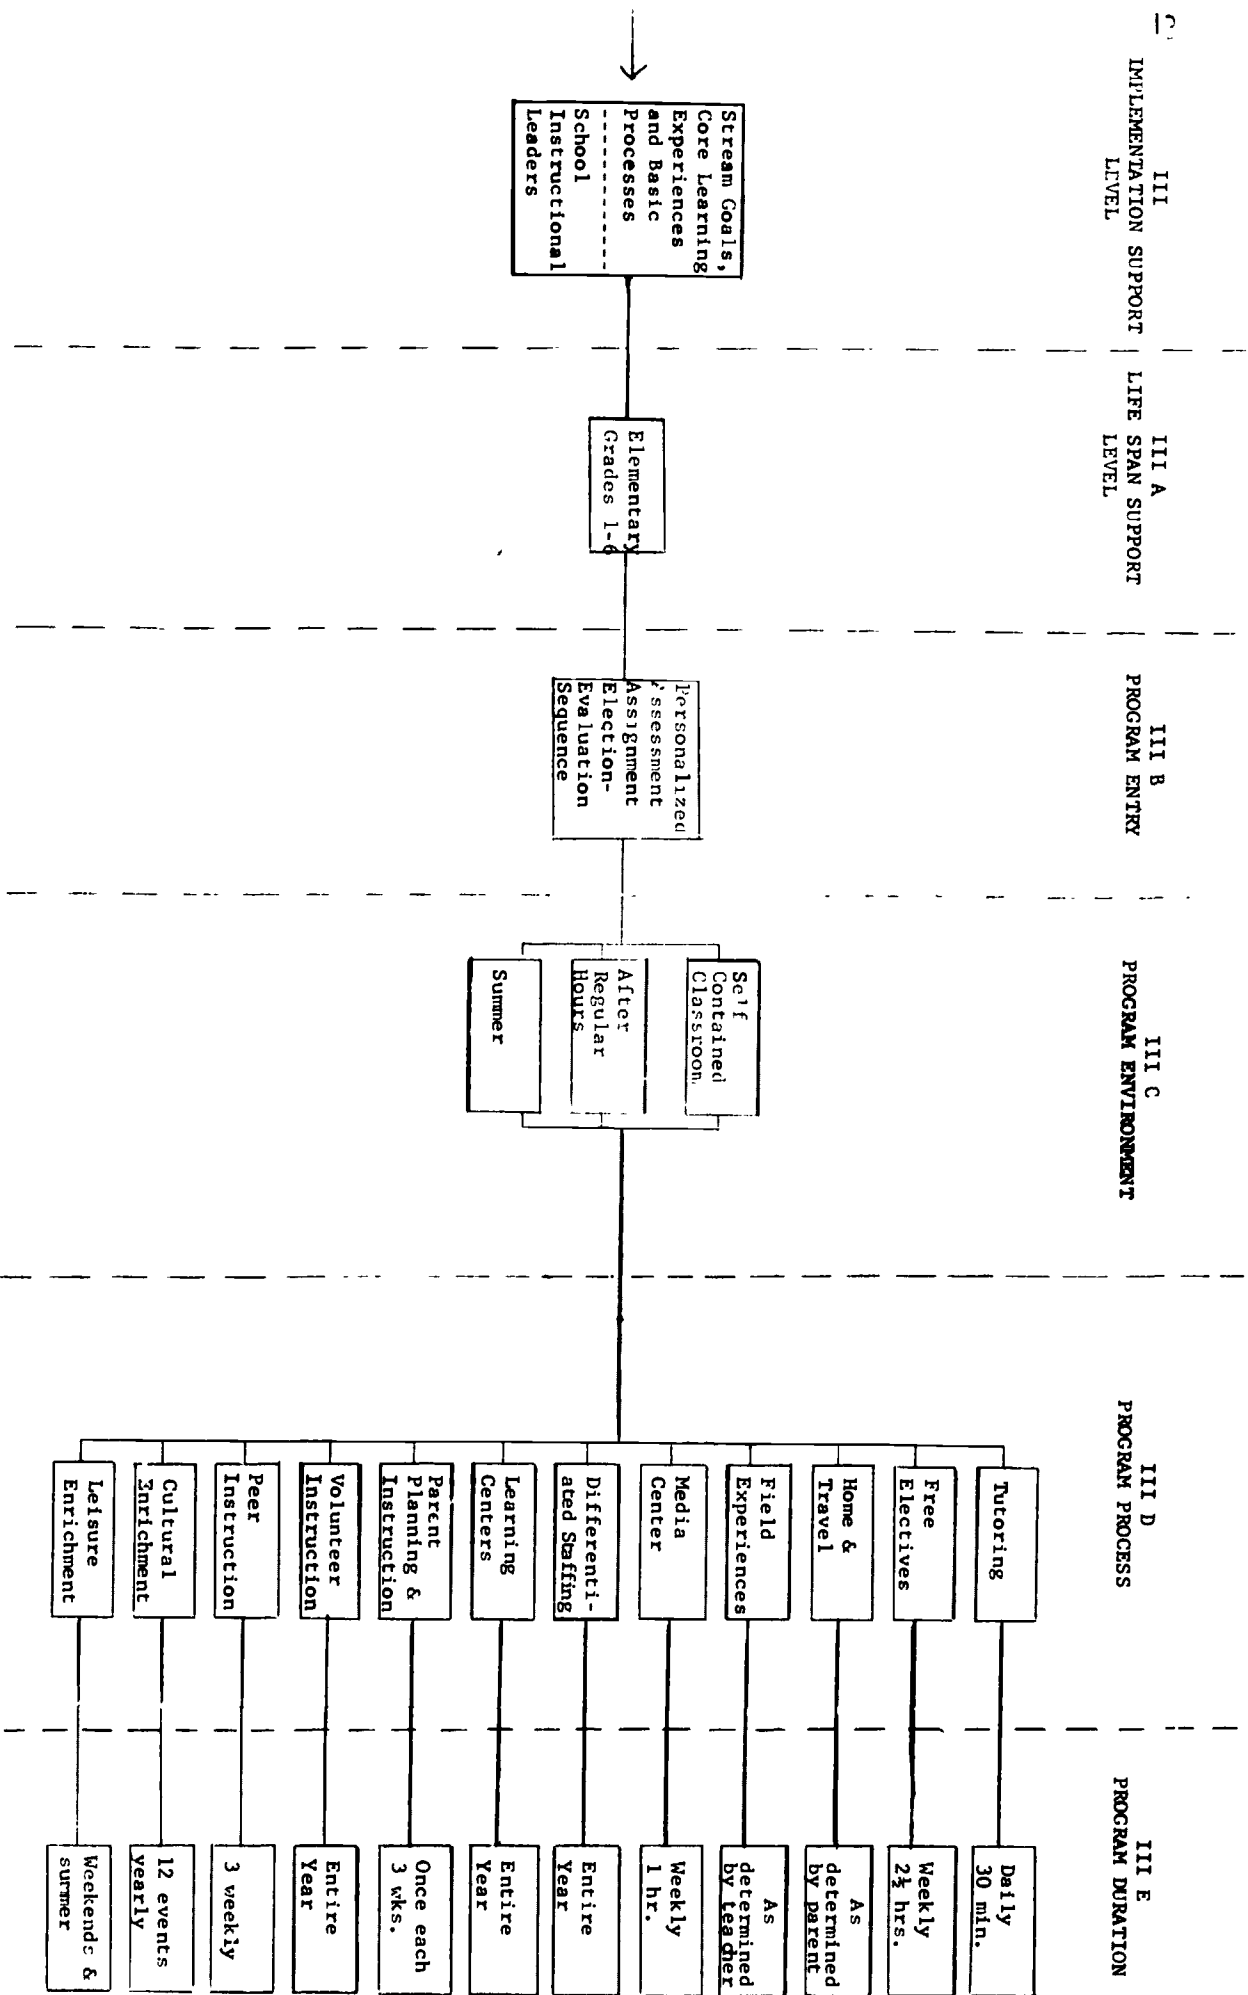 III
IMPLEMENTATION SUPPORT
LEVEL
III A
LIFE SPAN SUPPORT
LEVEL
III B
PROGRAM ENTRY
III C
PROGRAM ENVIRONMENT
III D
PROGRAM PROCESS
III E
PROGRAM DURATION
Stream Goals,
Core Learning
Experiences
and Basic
Processes
School
Instructional
Leaders
Elementary
Grades 1-6
Personalized
Assessment
Assignment
Election-
Evaluation
Sequence
Self
Contained
Classroom
After
Regular
Hours
Summer
Tutoring
Daily
30 min.
Free
Electives
Weekly
2½ hrs.
Home &
Travel
As
determined
by parent
Field
Experiences
As
determined
by teacher
Media
Center
Weekly
1 hr.
Differenti-
ated Staffing
Entire
Year
Learning
Centers
Entire
Year
Parent
Planning &
Instruction
Once each
3 wks.
Volunteer
Instruction
Entire
Year
Peer
Instruction
3 weekly
Cultural
Enrichment
12 events
yearly
Leisure
Enrichment
Weekends &
summer